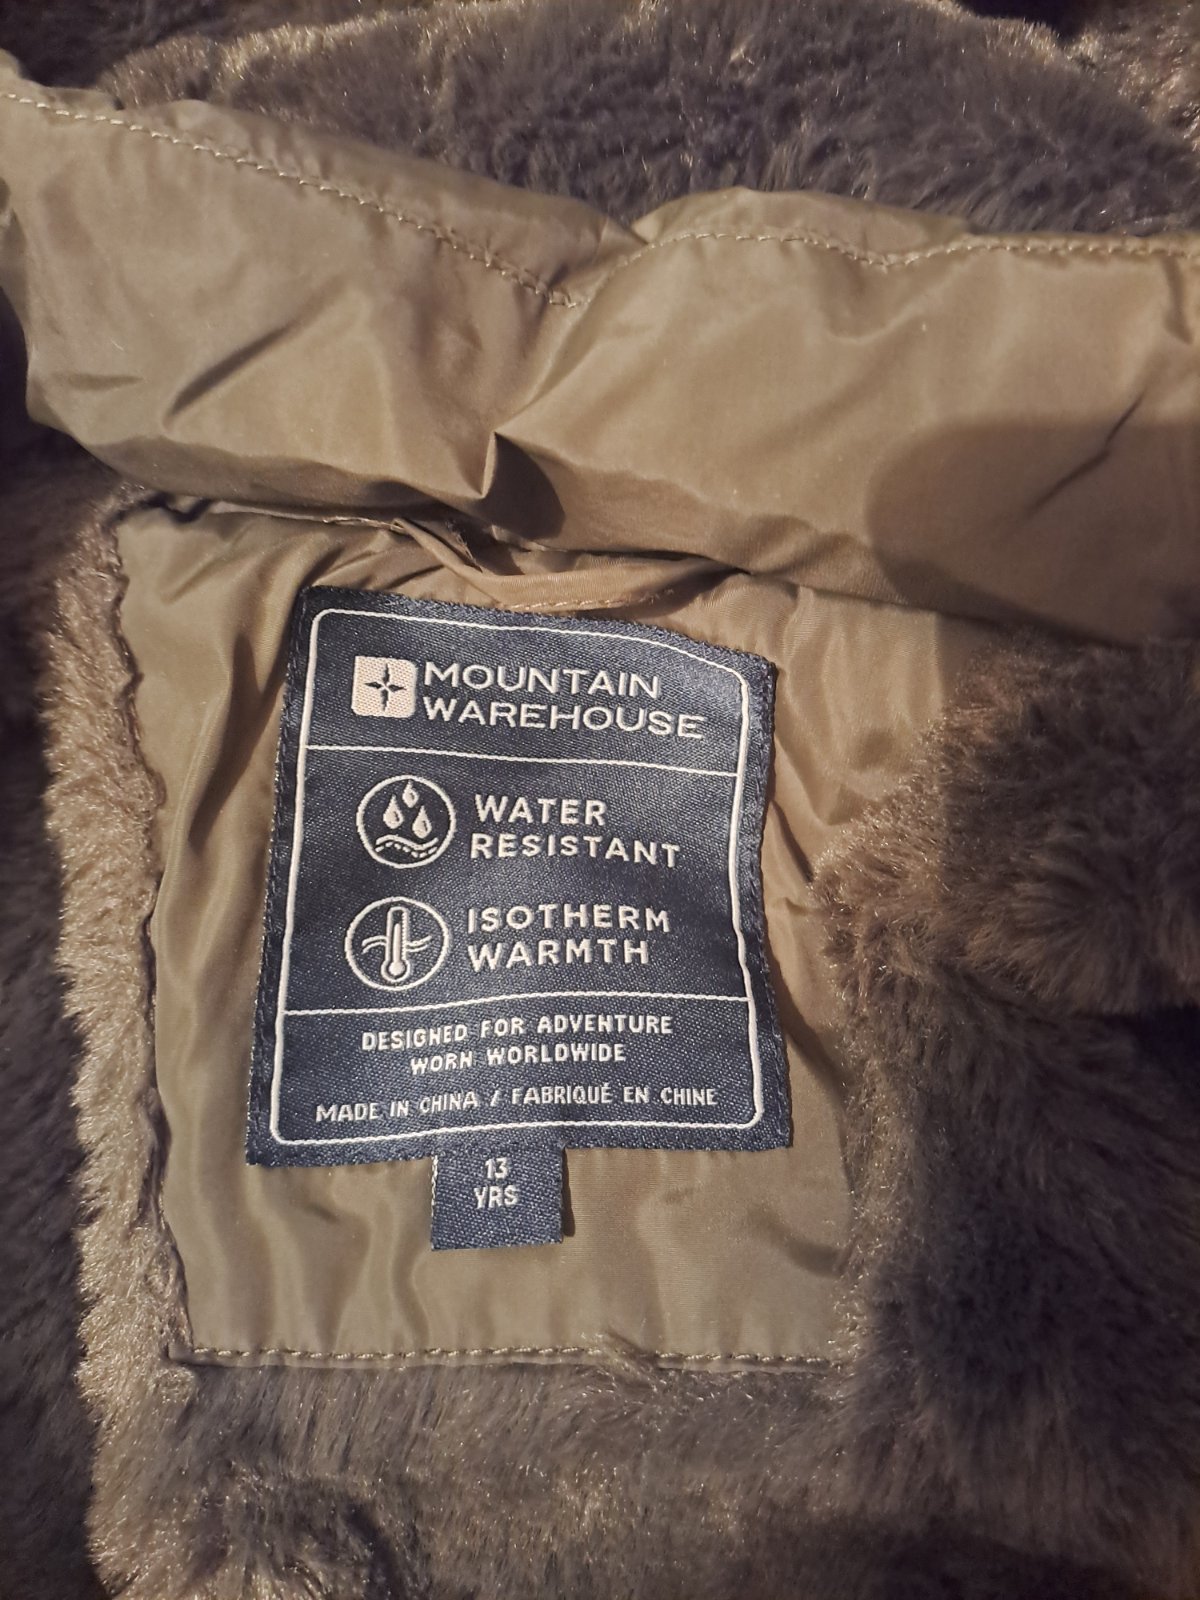 MOUNTAIN
WAREHOUSE
WATER
RESISTANT
ISOTHERM
WARMTH
DESIGNED FOR ADVENTURE
WORN WORLDWIDE
MADE IN CHINA / FABRIQUÉ EN CHINE
13
YRS